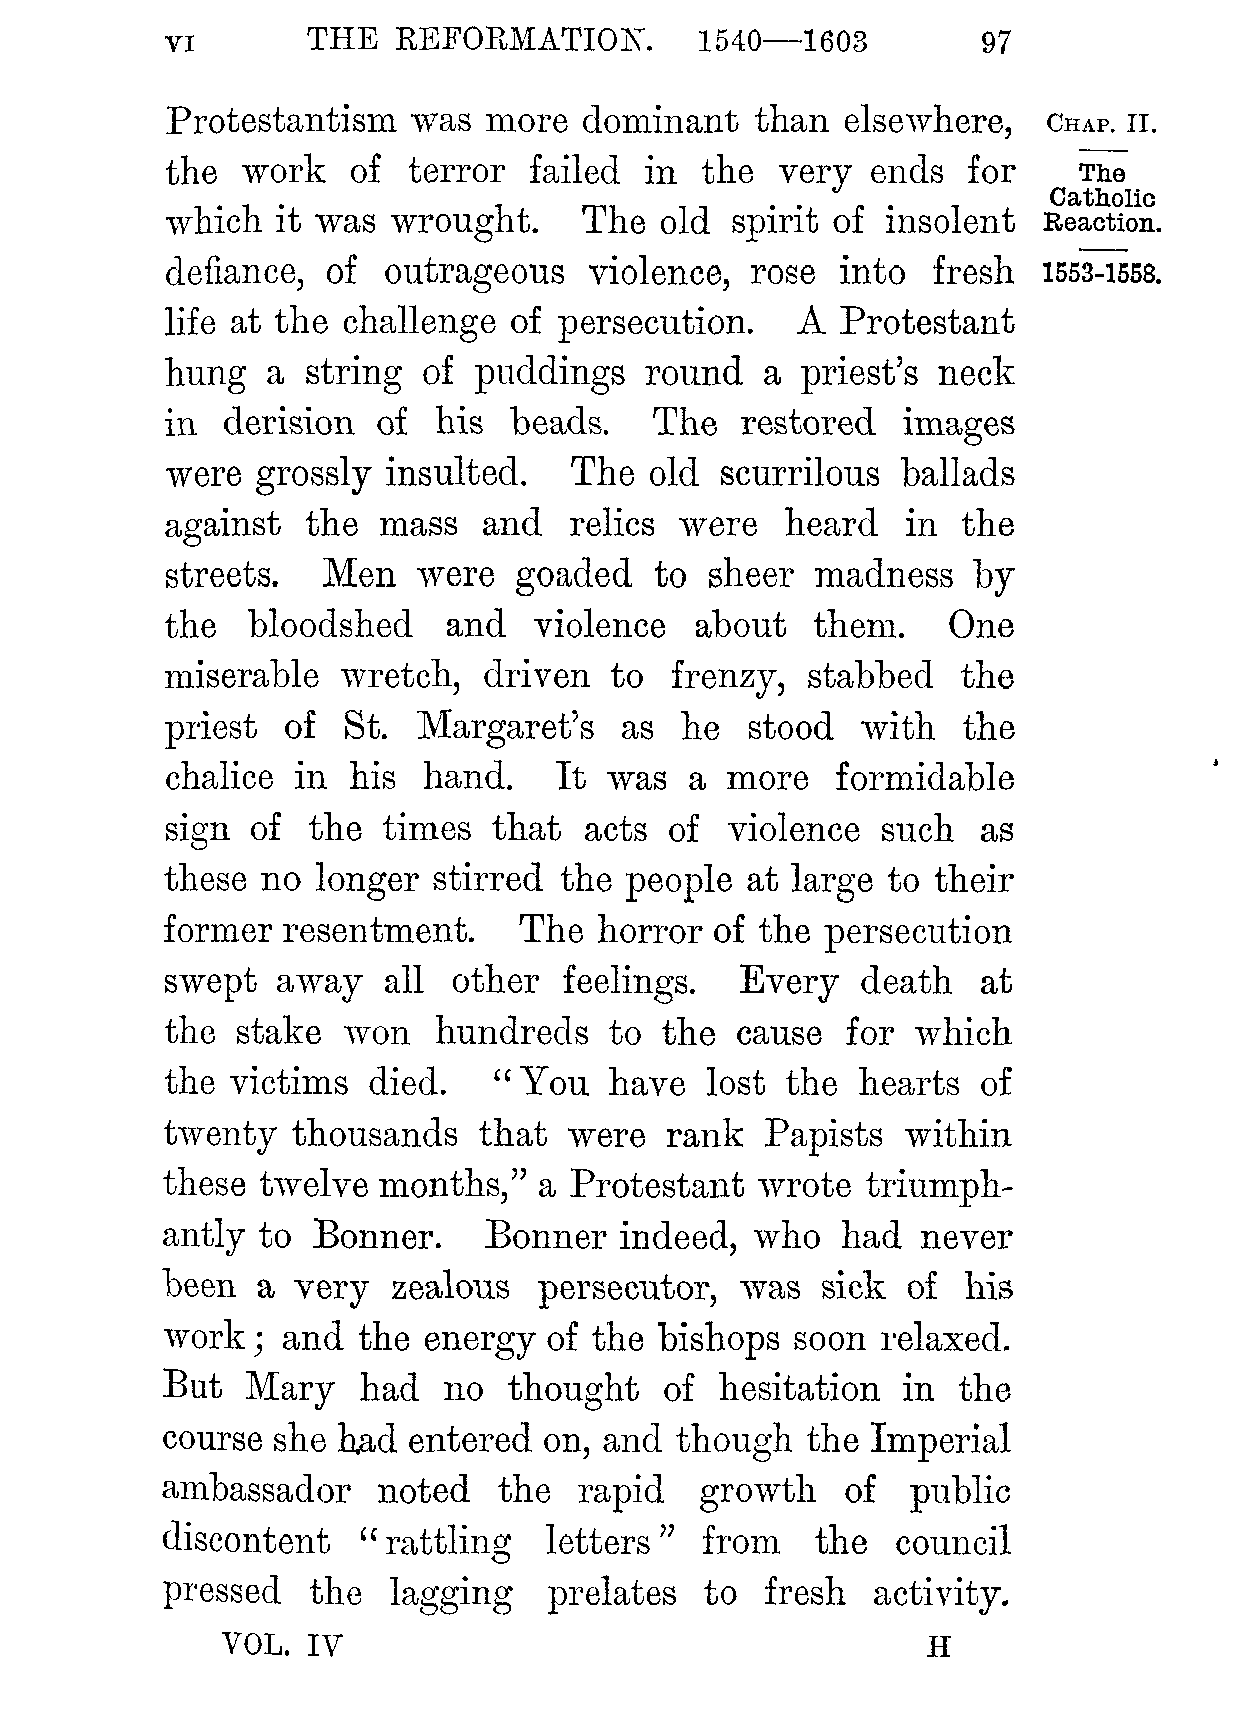 VI THE REFORMATION. 1540—1603 97
Protestantism was more dominant than elsewhere,
the work of terror failed in the very ends for
which it was wrought. The old spirit of insolent
defiance, of outrageous violence, rose into fresh
life at the challenge of persecution. A Protestant
hung a string of puddings round a priest's neck
in derision of his beads. The restored images
were grossly insulted. The old scurrilous ballads
against the mass and relics were heard in the
streets. Men were goaded to sheer madness by
the bloodshed and violence about them. One
miserable wretch, driven to frenzy, stabbed the
priest of St. Margaret's as he stood with the
chalice in his hand. It was a more formidable
sign of the times that acts of violence such as
these no longer stirred the people at large to their
former resentment. The horror of the persecution
swept away all other feelings. Every death at
the stake won hundreds to the cause for which
the victims died. "You have lost the hearts of
twenty thousands that were rank Papists within
these twelve months," a Protestant wrote triumph-
antly to Bonner. Bonner indeed, who had never
been a very zealous persecutor, was sick of his
work; and the energy of the bishops soon relaxed.
But Mary had no thought of hesitation in the
course she had entered on, and though the Imperial
ambassador noted the rapid growth of public
discontent "rattling letters" from the council
pressed the lagging prelates to fresh activity.
CHAP. II.
The
Catholic
Reaction.
1553-1558.
VOL. IV H